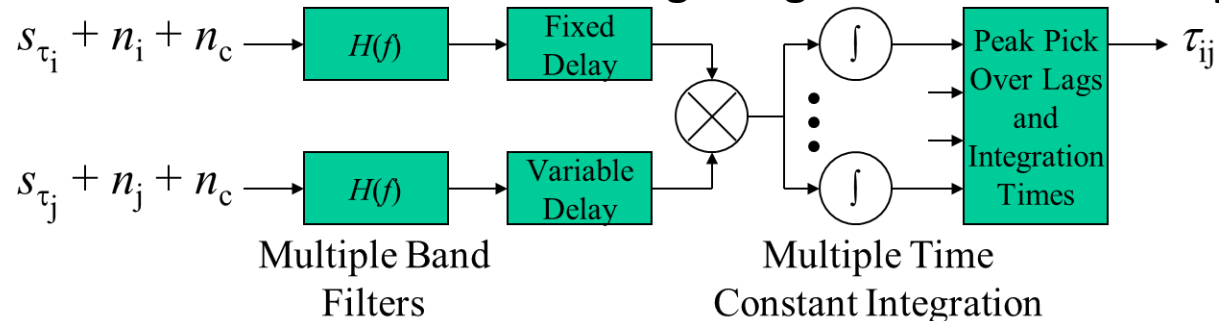 s_τi + n_i + n_c
H(f)
Fixed
Delay
∫
Peak Pick
Over Lags
and
Integration
Times
τ_ij
s_τj + n_j + n_c
H(f)
Variable
Delay
∫
Multiple Band
Filters
Multiple Time
Constant Integration